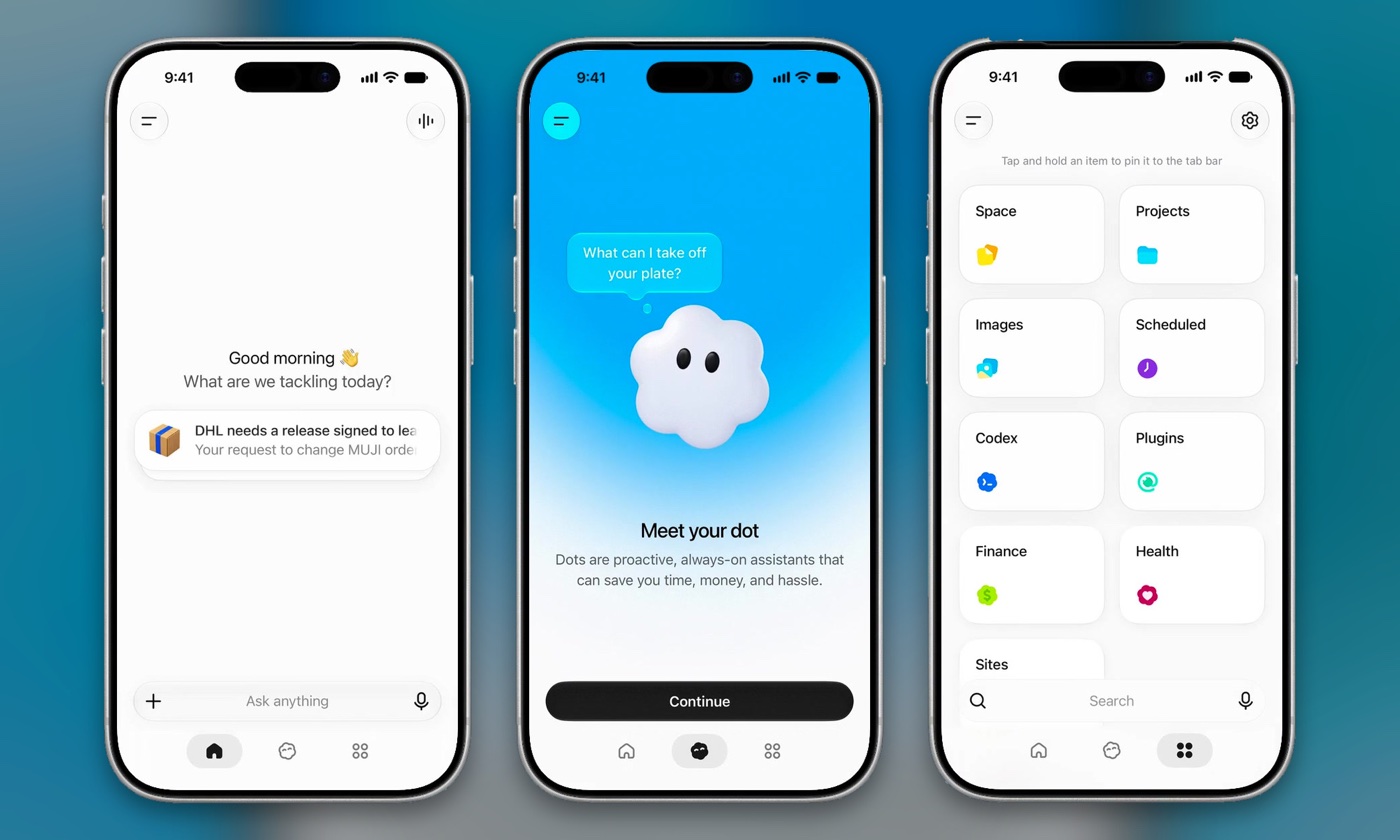 9:41
Good morning 👋
What are we tackling today?
DHL needs a release signed to lea
Your request to change MUJI orde
Ask anything
9:41
What can I take off
your plate?
Meet your dot
Dots are proactive, always-on assistants that
can save you time, money, and hassle.
Continue
9:41
Tap and hold an item to pin it to the tab bar
Space
Projects
Images
Scheduled
Codex
Plugins
Finance
Health
Sites
Search